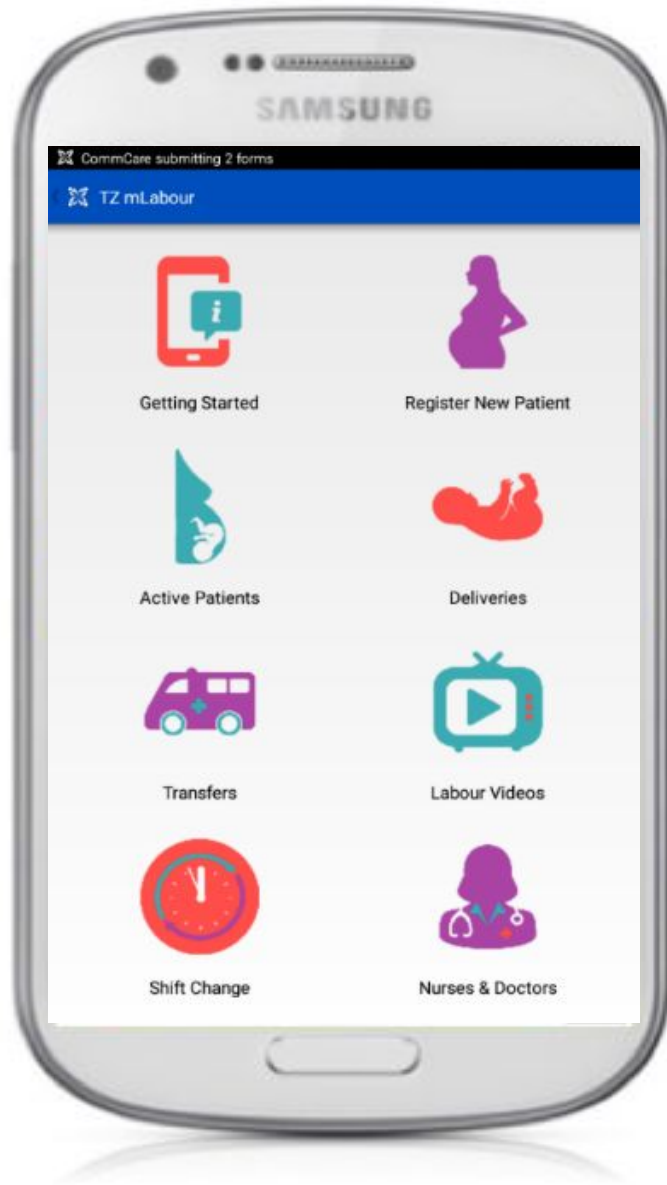 SAMSUNG
CommCare submitting 2 forms
TZ mLabour
i
Getting Started
Register New Patient
Active Patients
Deliveries
Transfers
Labour Videos
Shift Change
Nurses & Doctors